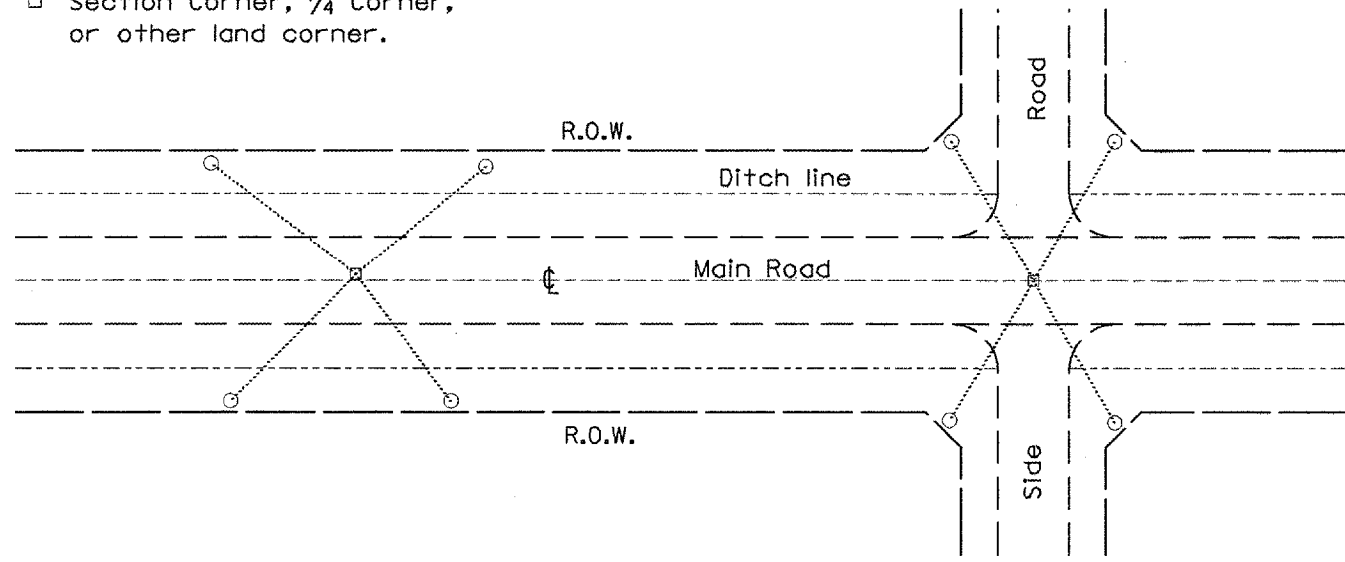 □ Section Corner, 1/4 Corner,
or other land corner.
R.O.W.
Road
Ditch line
Main Road
℄
R.O.W.
Side